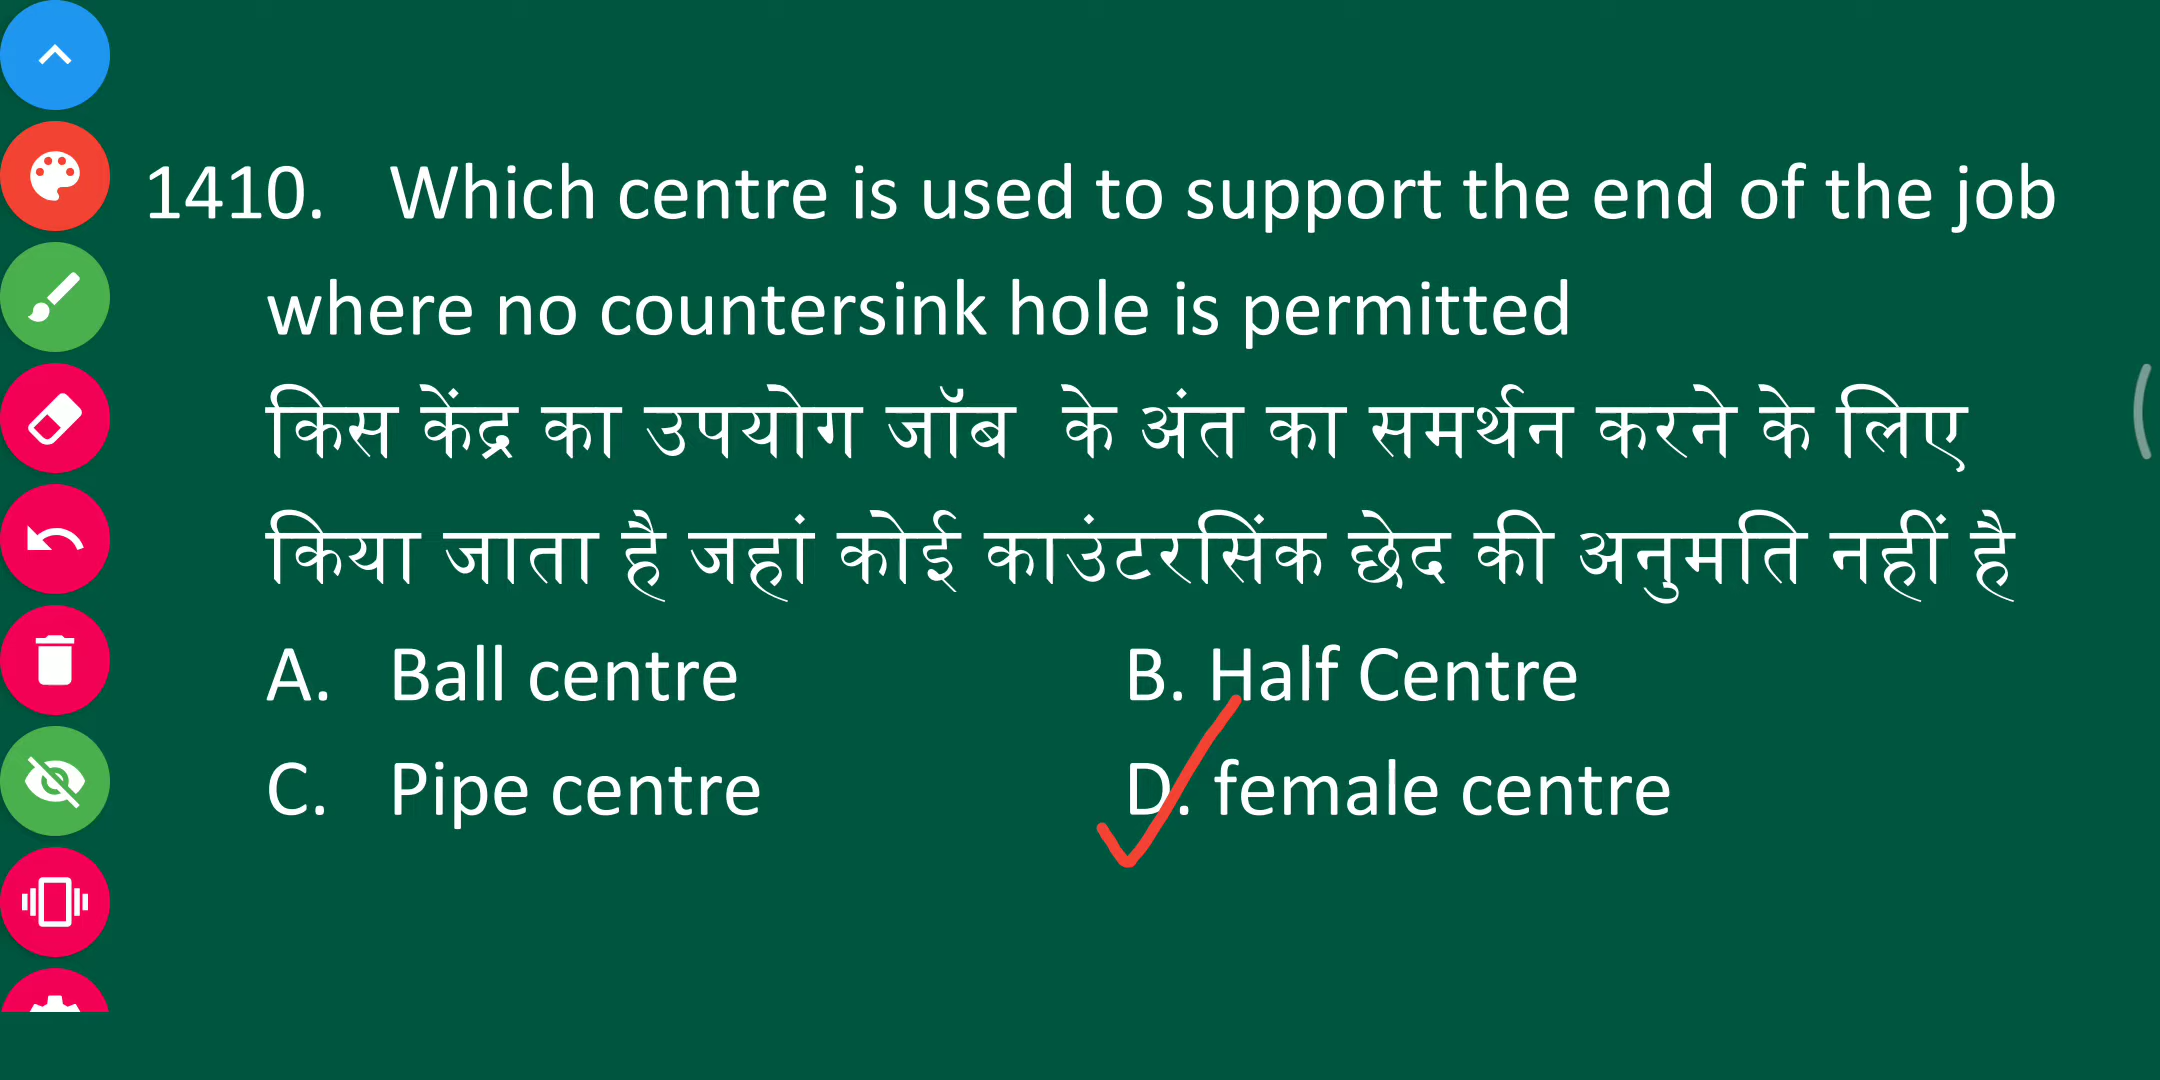 1410. Which centre is used to support the end of the job
where no countersink hole is permitted
किस केंद्र का उपयोग जॉब के अंत का समर्थन करने के लिए
किया जाता है जहां कोई काउंटरसिंक छेद की अनुमति नहीं है
A. Ball centre B. Half Centre
C. Pipe centre D. female centre